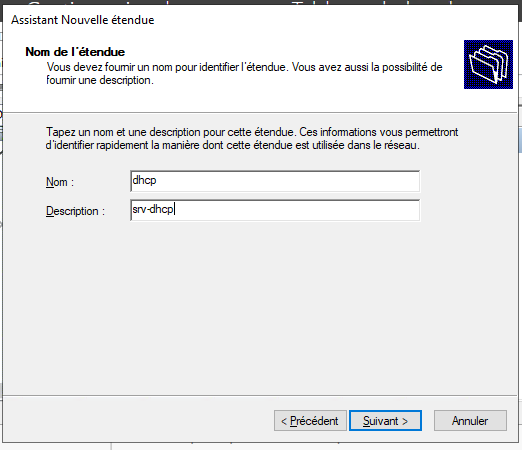 Assistant Nouvelle étendue
Nom de l'étendue
Vous devez fournir un nom pour identifier l'étendue. Vous avez aussi la possibilité de
fournir une description.
Tapez un nom et une description pour cette étendue. Ces informations vous permettront
d'identifier rapidement la manière dont cette étendue est utilisée dans le réseau.
Nom :
dhcp
Description :
srv-dhcp
< Précédent
Suivant >
Annuler